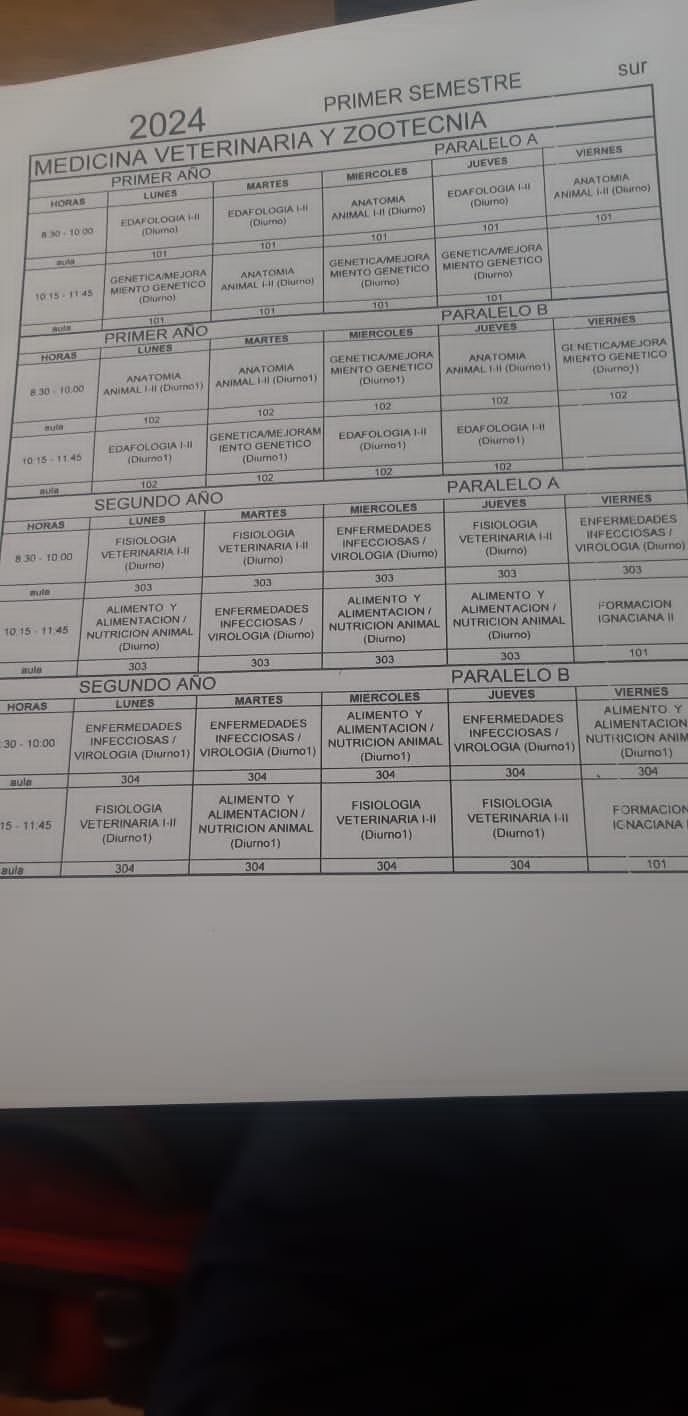 sur
2024 PRIMER SEMESTRE
MEDICINA VETERINARIA Y ZOOTECNIA
PRIMER AÑO PARALELO A
HORAS LUNES MARTES MIERCOLES JUEVES VIERNES
8:30 - 10:00 EDAFOLOGIA I-II (Diurno) EDAFOLOGIA I-II (Diurno) ANATOMIA ANIMAL I-II (Diurno) EDAFOLOGIA I-II (Diurno) ANATOMIA ANIMAL I-II (Diurno)
aula 101 101 101 101 101
10:15 - 11:45 GENETICA/MEJORA MIENTO GENETICO (Diurno) ANATOMIA ANIMAL I-II (Diurno) GENETICA/MEJORA MIENTO GENETICO (Diurno) GENETICA/MEJORA MIENTO GENETICO (Diurno)
aula 101 101 101 101
PRIMER AÑO PARALELO B
HORAS LUNES MARTES MIERCOLES JUEVES VIERNES
8:30 - 10:00 ANATOMIA ANIMAL I-II (Diurno1) ANATOMIA ANIMAL I-II (Diurno1) GENETICA/MEJORA MIENTO GENETICO (Diurno1) ANATOMIA ANIMAL I-II (Diurno1) GENETICA/MEJORA MIENTO GENETICO (Diurno1)
aula 102 102 102 102 102
10:15 - 11:45 EDAFOLOGIA I-II (Diurno1) GENETICA/MEJORAM IENTO GENETICO (Diurno1) EDAFOLOGIA I-II (Diurno1) EDAFOLOGIA I-II (Diurno1)
aula 102 102 102 102
SEGUNDO AÑO PARALELO A
HORAS LUNES MARTES MIERCOLES JUEVES VIERNES
8:30 - 10:00 FISIOLOGIA VETERINARIA I-II (Diurno) FISIOLOGIA VETERINARIA I-II (Diurno) ENFERMEDADES INFECCIOSAS / VIROLOGIA (Diurno) FISIOLOGIA VETERINARIA I-II (Diurno) ENFERMEDADES INFECCIOSAS / VIROLOGIA (Diurno)
aula 303 303 303 303 303
10:15 - 11:45 ALIMENTO Y ALIMENTACION / NUTRICION ANIMAL (Diurno) ENFERMEDADES INFECCIOSAS / VIROLOGIA (Diurno) ALIMENTO Y ALIMENTACION / NUTRICION ANIMAL (Diurno) ALIMENTO Y ALIMENTACION / NUTRICION ANIMAL (Diurno) FORMACION IGNACIANA II
aula 303 303 303 303 101
SEGUNDO AÑO PARALELO B
HORAS LUNES MARTES MIERCOLES JUEVES VIERNES
:30 - 10:00 ENFERMEDADES INFECCIOSAS / VIROLOGIA (Diurno1) ENFERMEDADES INFECCIOSAS / VIROLOGIA (Diurno1) ALIMENTO Y ALIMENTACION / NUTRICION ANIMAL (Diurno1) ENFERMEDADES INFECCIOSAS / VIROLOGIA (Diurno1) ALIMENTO Y ALIMENTACION NUTRICION ANIM (Diurno1)
aula 304 304 304 304 304
15 - 11:45 FISIOLOGIA VETERINARIA I-II (Diurno1) ALIMENTO Y ALIMENTACION / NUTRICION ANIMAL (Diurno1) FISIOLOGIA VETERINARIA I-II (Diurno1) FISIOLOGIA VETERINARIA I-II (Diurno1) FORMACION IGNACIANA
aula 304 304 304 304 101